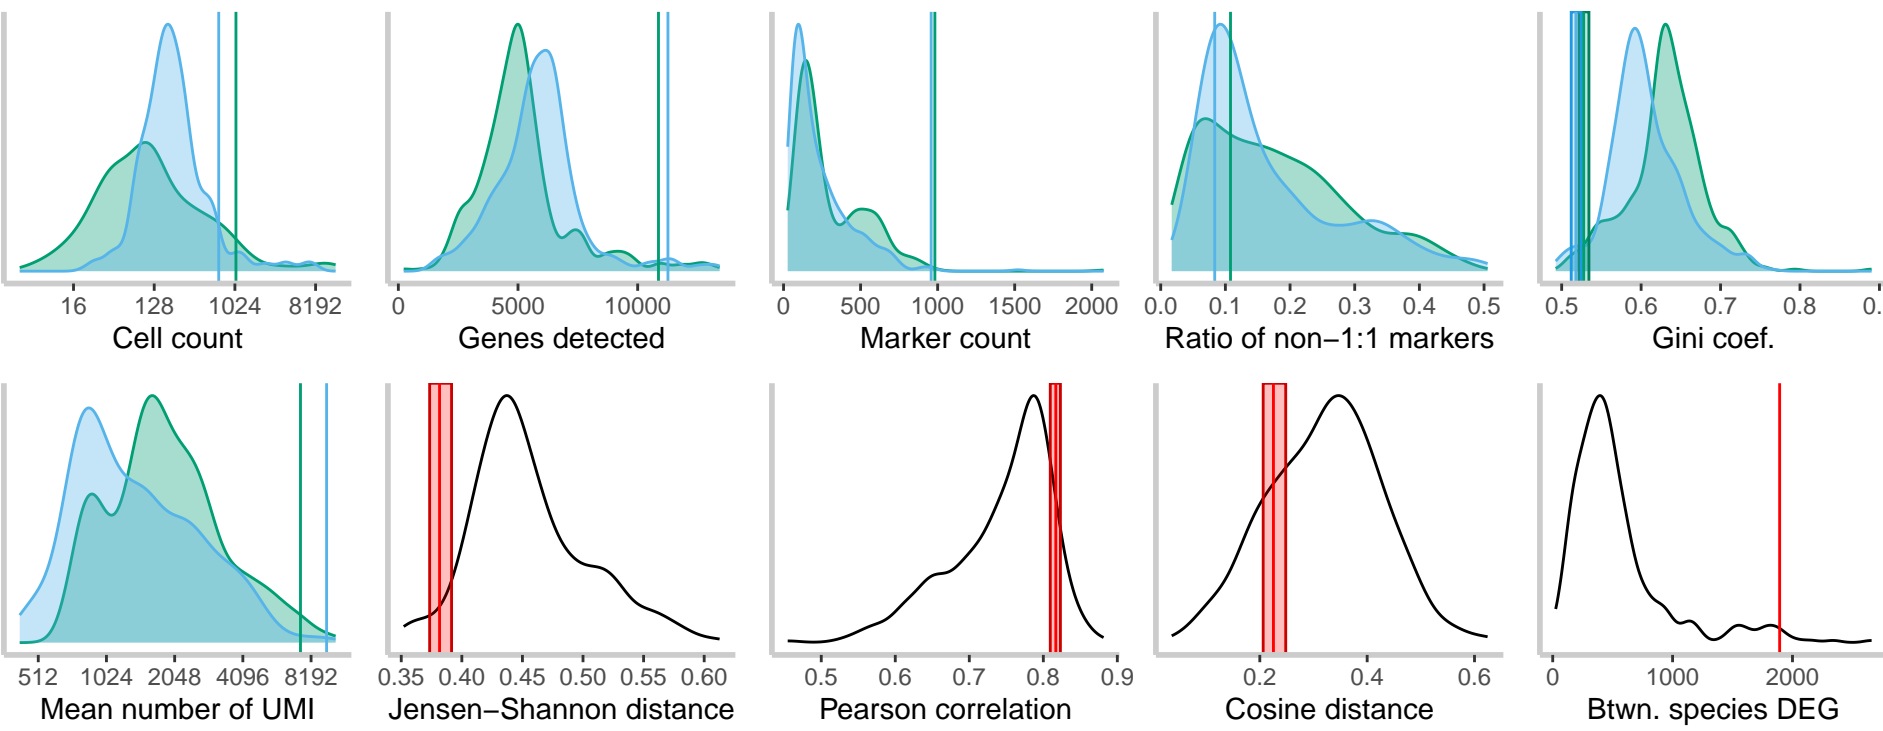 16 128 1024 8192
Cell count
0 5000 10000
Genes detected
0 500 1000 1500 2000
Marker count
0.0 0.1 0.2 0.3 0.4 0.5
Ratio of non−1:1 markers
0.5 0.6 0.7 0.8 0.
Gini coef.
512 1024 2048 4096 8192
Mean number of UMI
0.35 0.40 0.45 0.50 0.55 0.60
Jensen−Shannon distance
0.5 0.6 0.7 0.8 0.9
Pearson correlation
0.2 0.4 0.6
Cosine distance
0 1000 2000
Btwn. species DEG